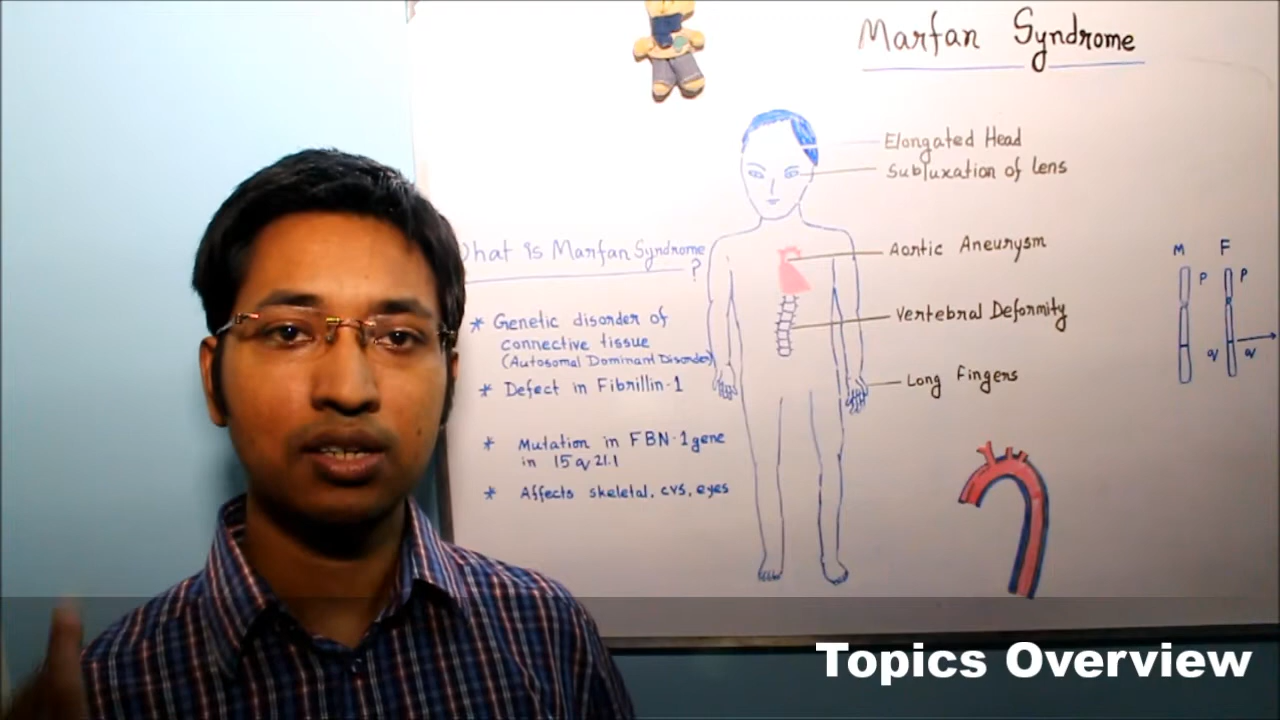 Marfan Syndrome
Elongated Head
Subluxation of Lens
Aortic Aneurysm
Vertebral Deformity
Long Fingers
What is Marfan Syndrome
?
* Genetic disorder of
connective tissue
(Autosomal Dominant Disorder)
* Defect in Fibrillin-1
* Mutation in FBN-1 gene
in 15 q 21.1
* Affects skeletal, cvs, eyes
M F
P P
q q
Topics Overview